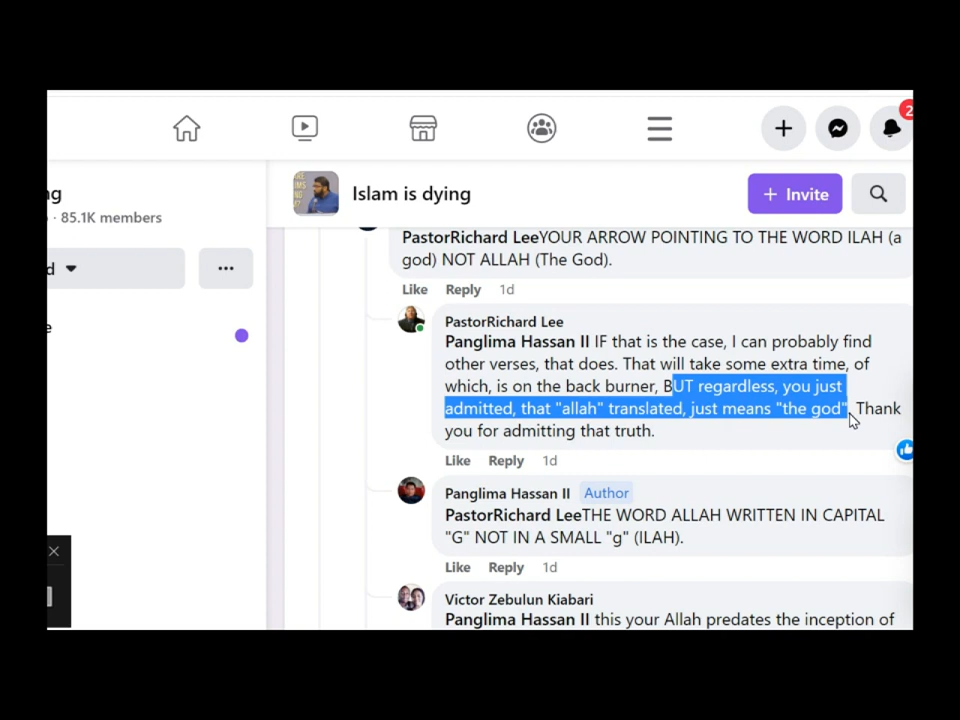 2
ng
Islam is dying
+ Invite
· 85.1K members
PastorRichard LeeYOUR ARROW POINTING TO THE WORD ILAH (a
god) NOT ALLAH (The God).
d
...
Like Reply 1d
PastorRichard Lee
Panglima Hassan II IF that is the case, I can probably find
e
other verses, that does. That will take some extra time, of
which, is on the back burner, BUT regardless, you just
admitted, that "allah" translated, just means "the god". Thank
you for admitting that truth.
Like Reply 1d
Panglima Hassan II Author
PastorRichard LeeTHE WORD ALLAH WRITTEN IN CAPITAL
"G" NOT IN A SMALL "g" (ILAH).
Like Reply 1d
Victor Zebulun Kiabari
Panglima Hassan II this your Allah predates the inception of